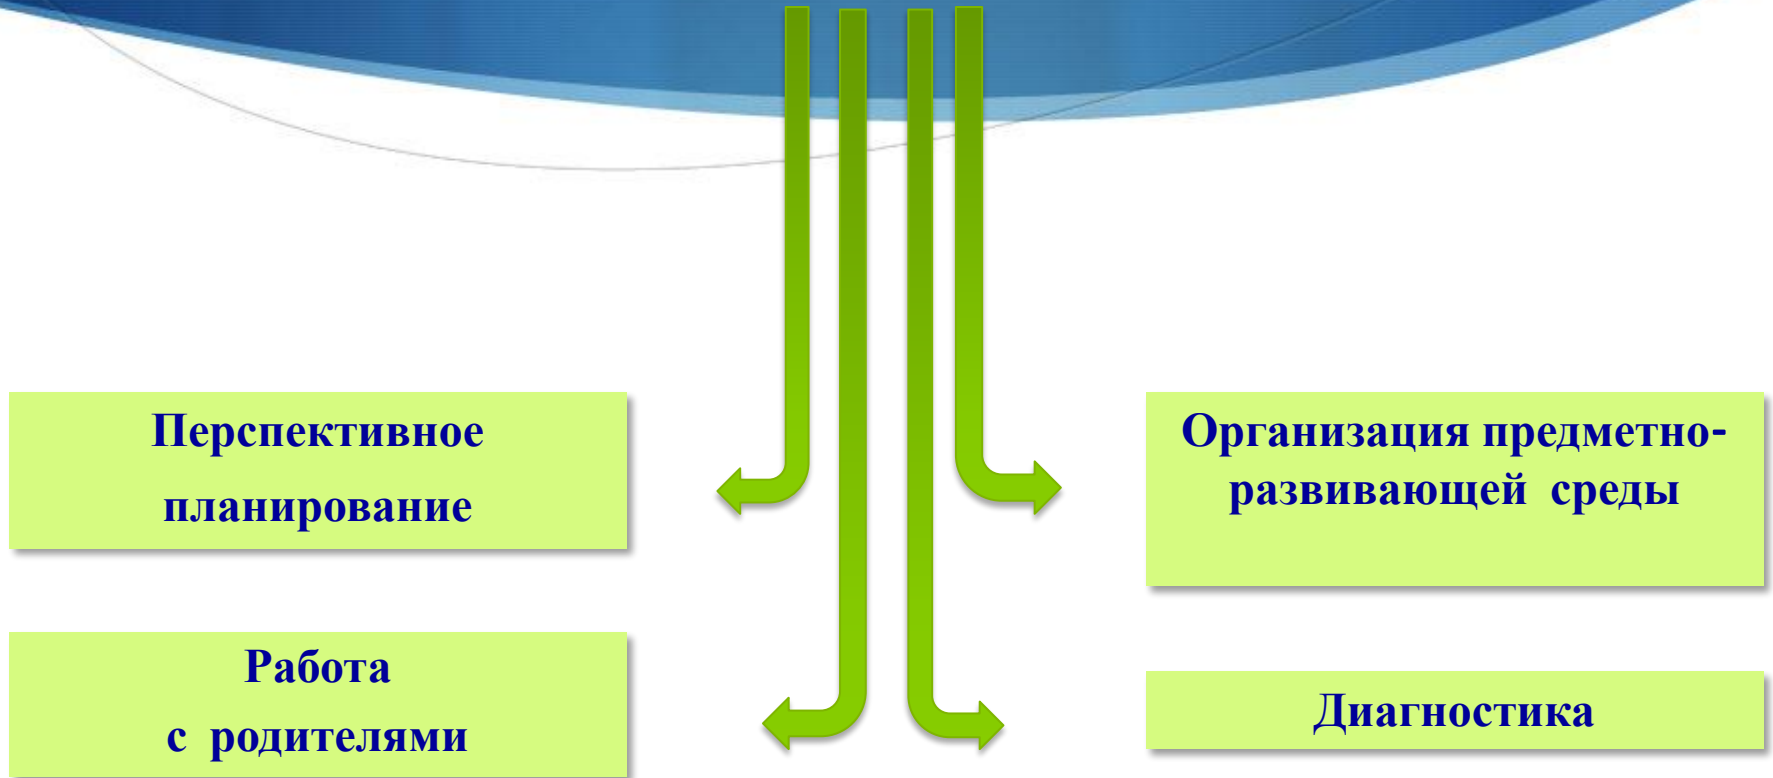 Перспективное
планирование
Организация предметно-
развивающей среды
Работа
с родителями
Диагностика